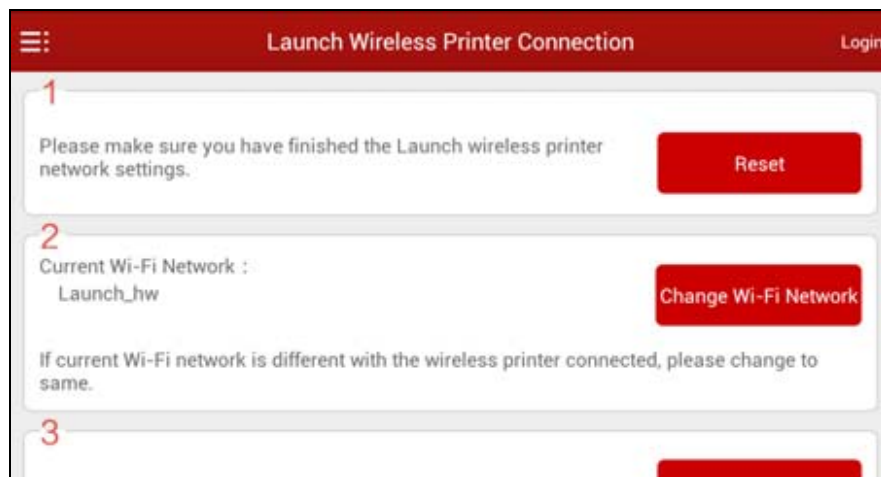 Launch Wireless Printer Connection
Login
1
Please make sure you have finished the Launch wireless printer
network settings.
Reset
2
Current Wi-Fi Network :
Launch_hw
Change Wi-Fi Network
If current Wi-Fi network is different with the wireless printer connected, please change to
same.
3